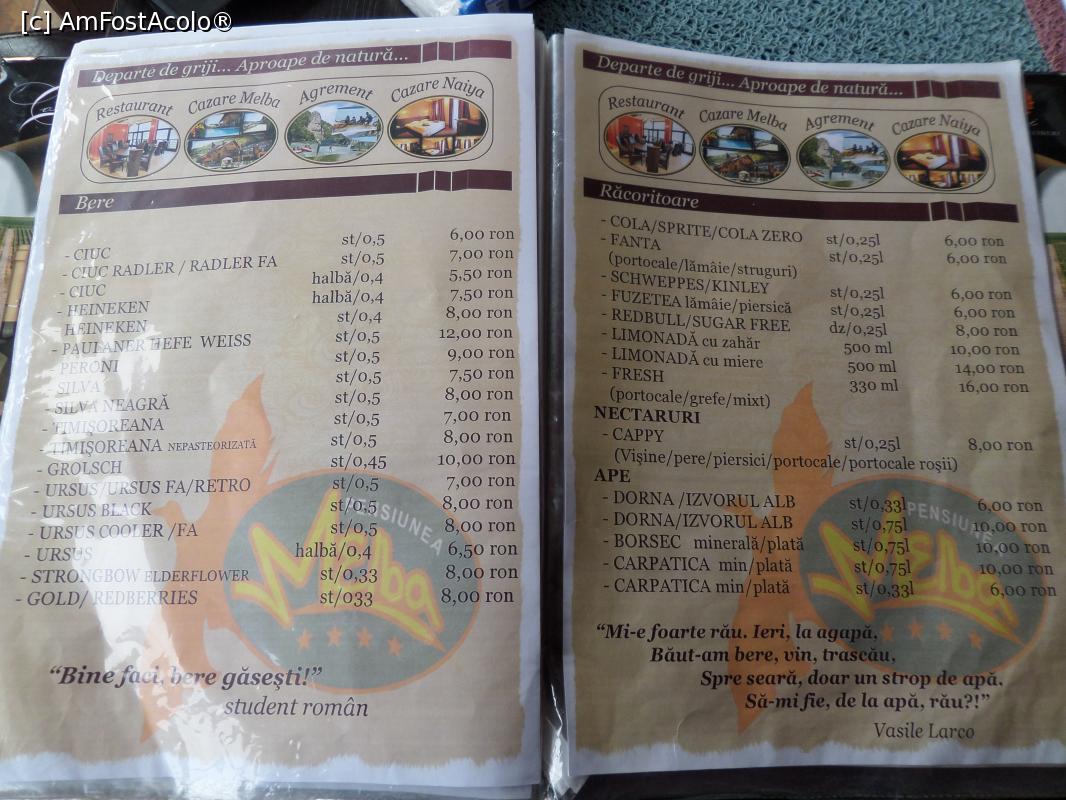 [c] AmFostAcolo®
Departe de griji... Aproape de natură...
Restaurant Cazare Melba Agrement Cazare Naiya
Bere
- CIUC st/0,5 6,00 ron
- CIUC RADLER / RADLER FA st/0,5 7,00 ron
- CIUC halbă/0,4 5,50 ron
- HEINEKEN halbă/0,4 7,50 ron
- HEINEKEN st/0,4 8,00 ron
- PAULANER HEFE WEISS st/0,5 12,00 ron
- PERONI st/0,5 9,00 ron
- SILVA st/0,5 7,50 ron
- SILVA NEAGRĂ st/0,5 8,00 ron
- TIMIŞOREANA st/0,5 7,00 ron
- TIMIŞOREANA NEPASTEORIZATĂ st/0,5 8,00 ron
- GROLSCH st/0,45 10,00 ron
- URSUS/URSUS FA/RETRO st/0,5 7,00 ron
- URSUS BLACK st/0,5 8,00 ron
- URSUS COOLER /FA st/0,5 8,00 ron
- URSUS halbă/0,4 6,50 ron
- STRONGBOW ELDERFLOWER st/0,33 8,00 ron
- GOLD/ REDBERRIES st/033 8,00 ron
PENSIUNEA
Melba
“Bine faci, bere găseşti!”
student român
Departe de griji... Aproape de natură...
Restaurant Cazare Melba Agrement Cazare Naiya
Răcoritoare
- COLA/SPRITE/COLA ZERO st/0,25l 6,00 ron
- FANTA st/0,25l 6,00 ron
(portocale/lămâie/struguri)
- SCHWEPPES/KINLEY st/0,25l 6,00 ron
- FUZETEA lămâie/piersică st/0,25l 6,00 ron
- REDBULL/SUGAR FREE dz/0,25l 8,00 ron
- LIMONADĂ cu zahăr 500 ml 10,00 ron
- LIMONADĂ cu miere 500 ml 14,00 ron
- FRESH 330 ml 16,00 ron
(portocale/grefe/mixt)
NECTARURI
- CAPPY st/0,25l 8,00 ron
(Vişine/pere/piersici/portocale/portocale roşii)
APE
- DORNA /IZVORUL ALB st/0,33l 6,00 ron
- DORNA/IZVORUL ALB st/0,75l 10,00 ron
- BORSEC minerală/plată st/0,75l 10,00 ron
- CARPATICA min/plată st/0,75l 10,00 ron
- CARPATICA min/plată st/0,33l 6,00 ron
PENSIUNEA
Melba
“Mi-e foarte rău. Ieri, la agapă,
Băut-am bere, vin, trascău,
Spre seară, doar un strop de apă.
Să-mi fie, de la apă, rău?!”
Vasile Larco